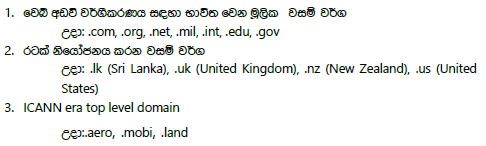 1. වෙබ් අඩවි වර්ගීකරණය සඳහා භාවිත වෙන මූලික වසම් වර්ග
උදා: .com, .org, .net, .mil, .int, .edu, .gov
2. රටක් නියෝජනය කරන වසම් වර්ග
උදා: .lk (Sri Lanka), .uk (United Kingdom), .nz (New Zealand), .us (United
States)
3. ICANN era top level domain
උදා:.aero, .mobi, .land